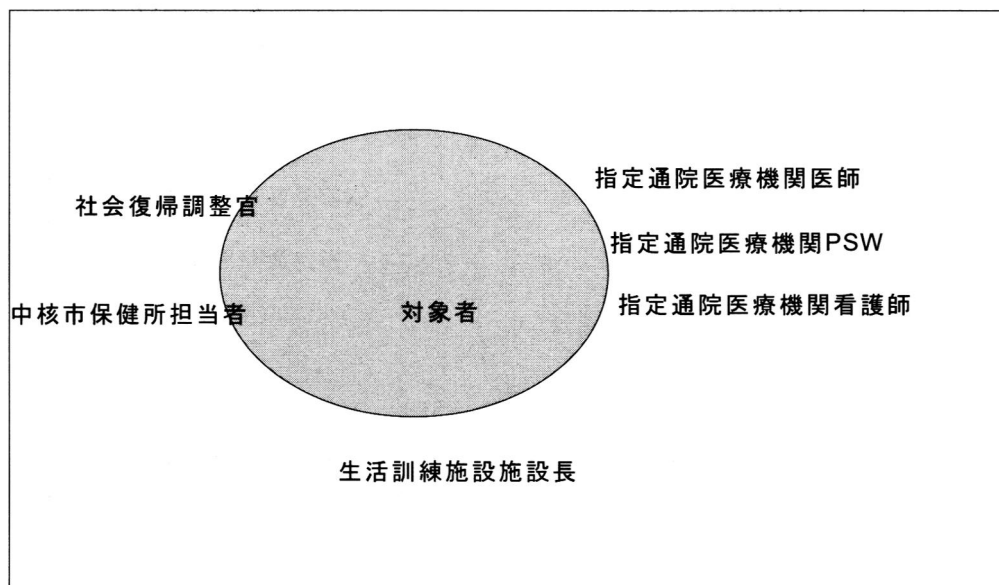 指定通院医療機関医師
社会復帰調整官
指定通院医療機関PSW
中核市保健所担当者
対象者
指定通院医療機関看護師
生活訓練施設施設長